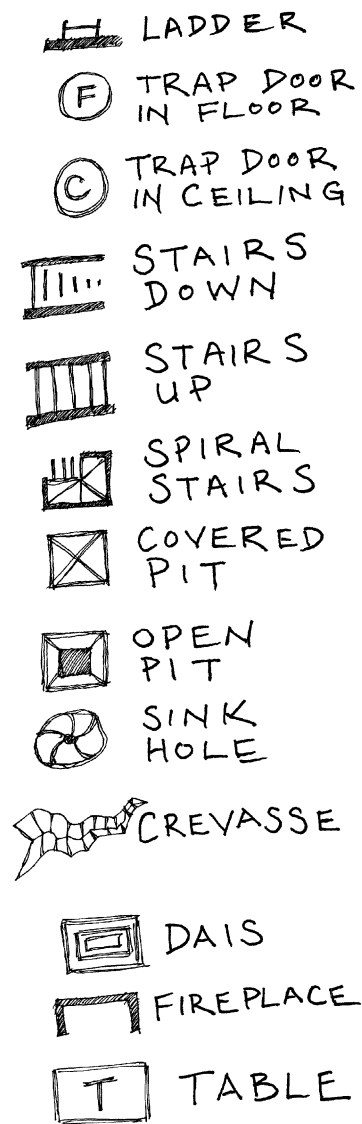 LADDER
F
TRAP DOOR
IN FLOOR
C
TRAP DOOR
IN CEILING
STAIRS
DOWN
STAIRS
UP
SPIRAL
STAIRS
COVERED
PIT
OPEN
PIT
SINK
HOLE
CREVASSE
DAIS
FIREPLACE
T
TABLE